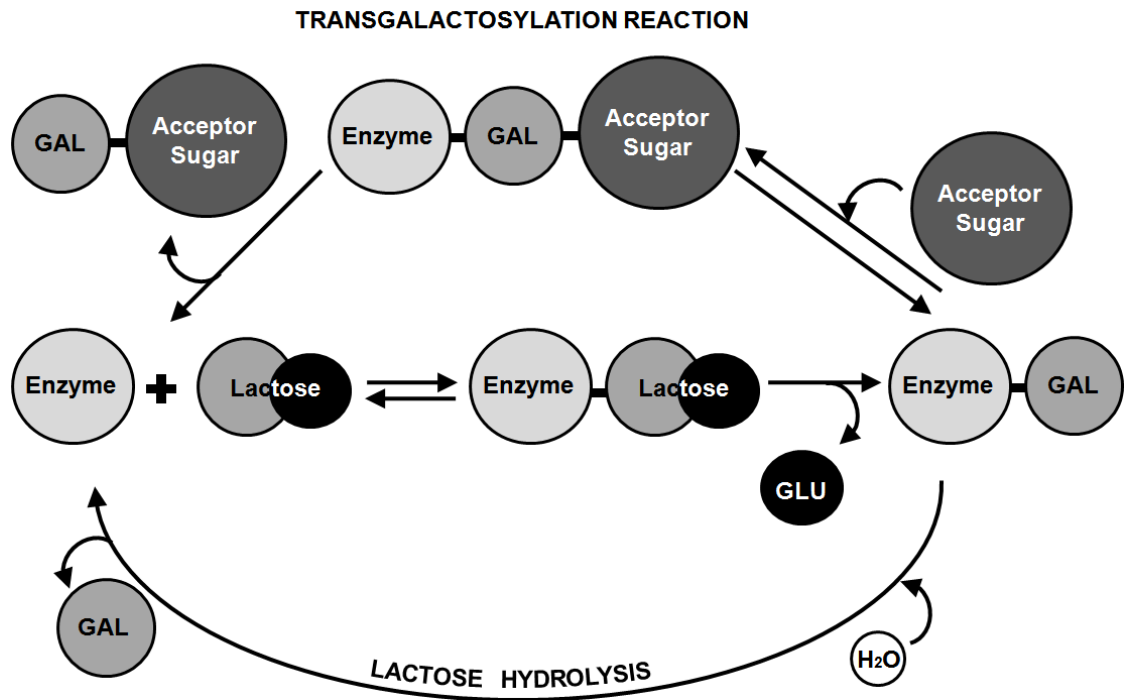 TRANSGALACTOSYLATION REACTION
GAL
Acceptor
Sugar
Enzyme
GAL
Acceptor
Sugar
Acceptor
Sugar
Enzyme
Lactose
Enzyme
Lactose
Enzyme
GAL
GLU
GAL
H₂O
LACTOSE HYDROLYSIS